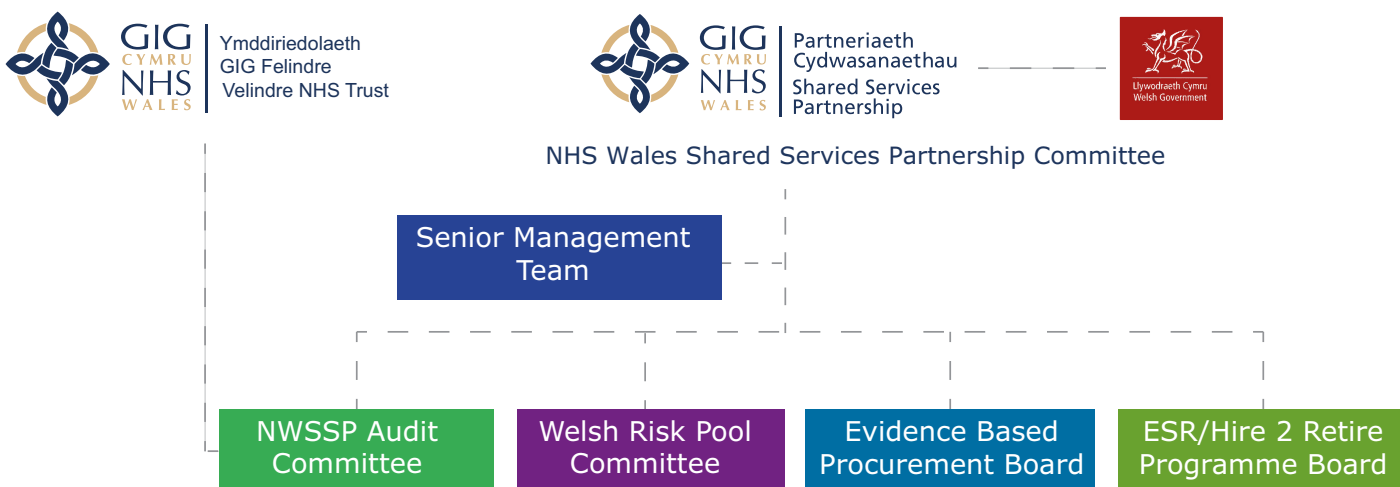 GIG
CYMRU
NHS
WALES
Ymddiriedolaeth
GIG Felindre
Velindre NHS Trust
GIG
CYMRU
NHS
WALES
Partneriaeth
Cydwasanaethau
Shared Services
Partnership
Llywodraeth Cymru
Welsh Government
NHS Wales Shared Services Partnership Committee
Senior Management
Team
NWSSP Audit
Committee
Welsh Risk Pool
Committee
Evidence Based
Procurement Board
ESR/Hire 2 Retire
Programme Board